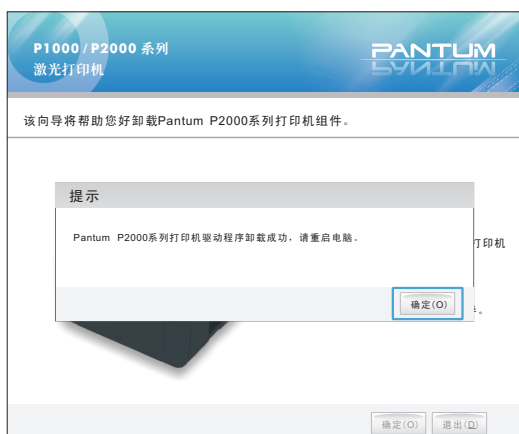 P1000 / P2000 系列
激光打印机
PANTUM
该向导将帮助您好卸载Pantum P2000系列打印机组件。
提示
Pantum P2000系列打印机驱动程序卸载成功，请重启电脑。
打印机
确定(O)
。
确定(O)
退出(D)